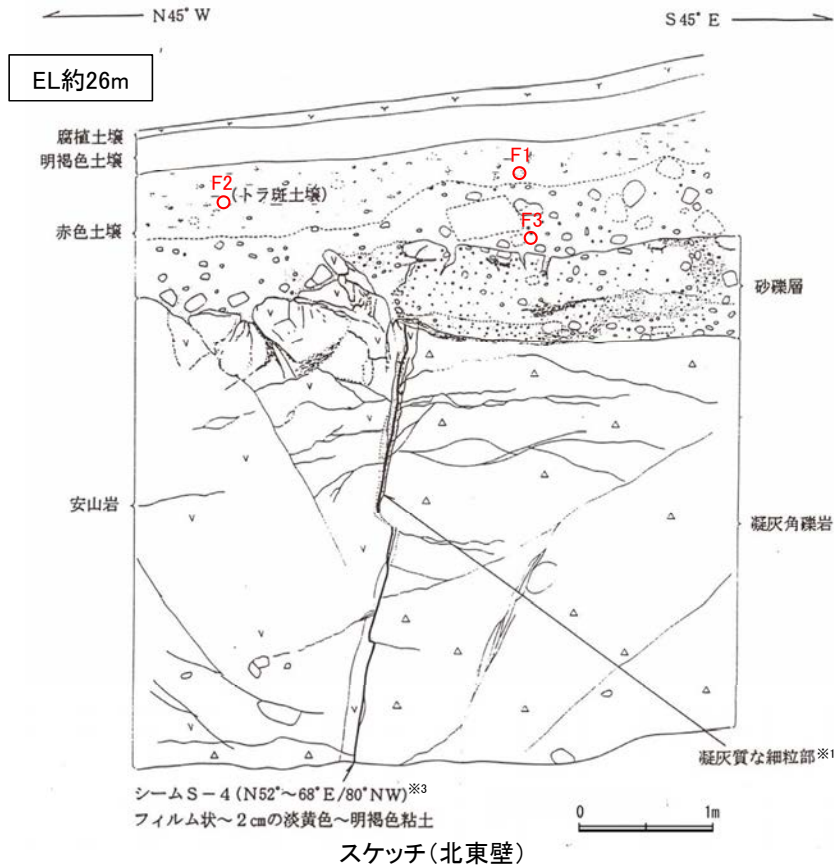 N45°W
S45°E
EL約26m
腐植土壌
明褐色土壌
F1
F2
(トラ斑土壌)
F3
赤色土壌
砂礫層
安山岩
凝灰角礫岩
凝灰質な細粒部※1
シームS-4 (N52°~68°E/80°NW)※3
フィルム状~2cmの淡黄色~明褐色粘土
0 1m
スケッチ(北東壁)